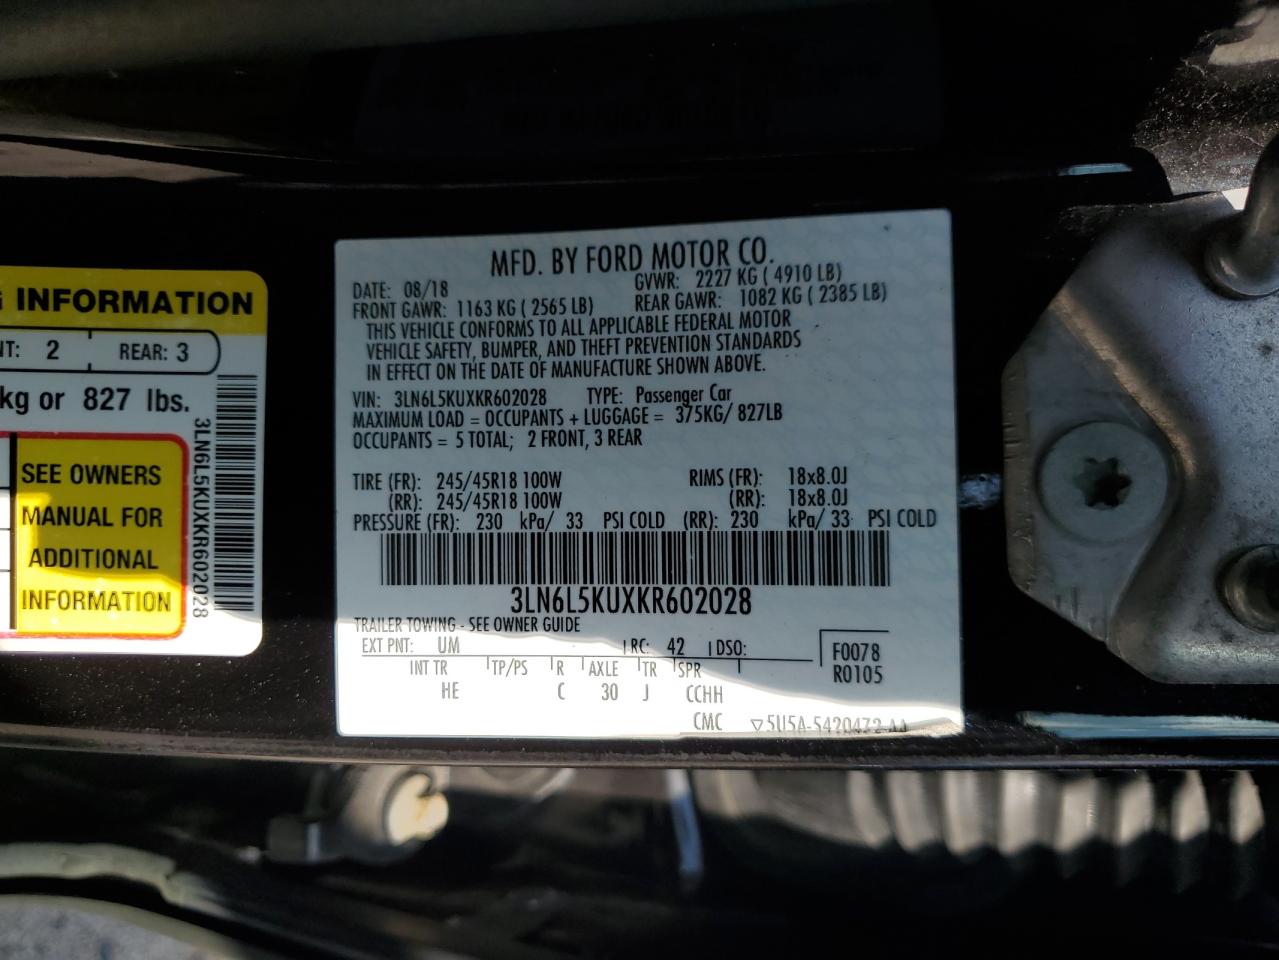 G INFORMATION
NT: 2 REAR: 3
kg or 827 lbs.
SEE OWNERS
MANUAL FOR
ADDITIONAL
INFORMATION
3LN6L5KUXKR602028
MFD. BY FORD MOTOR CO.
DATE: 08/18 GVWR: 2227 KG ( 4910 LB)
FRONT GAWR: 1163 KG ( 2565 LB) REAR GAWR: 1082 KG ( 2385 LB)
THIS VEHICLE CONFORMS TO ALL APPLICABLE FEDERAL MOTOR
VEHICLE SAFETY, BUMPER, AND THEFT PREVENTION STANDARDS
IN EFFECT ON THE DATE OF MANUFACTURE SHOWN ABOVE.
VIN: 3LN6L5KUXKR602028 TYPE: Passenger Car
MAXIMUM LOAD = OCCUPANTS + LUGGAGE = 375KG/ 827LB
OCCUPANTS = 5 TOTAL; 2 FRONT, 3 REAR
TIRE (FR): 245/45R18 100W RIMS (FR): 18x8.0J
(RR): 245/45R18 100W (RR): 18x8.0J
PRESSURE (FR): 230 kPa/ 33 PSI COLD (RR): 230 kPa/ 33 PSI COLD
3LN6L5KUXKR602028
TRAILER TOWING - SEE OWNER GUIDE
EXT PNT: UM RC: 42 DSO: F0078
INT TR TP/PS R AXLE TR SPR R0105
HE C 30 J CCHH
CMC ▽5U5A-5420472-AA